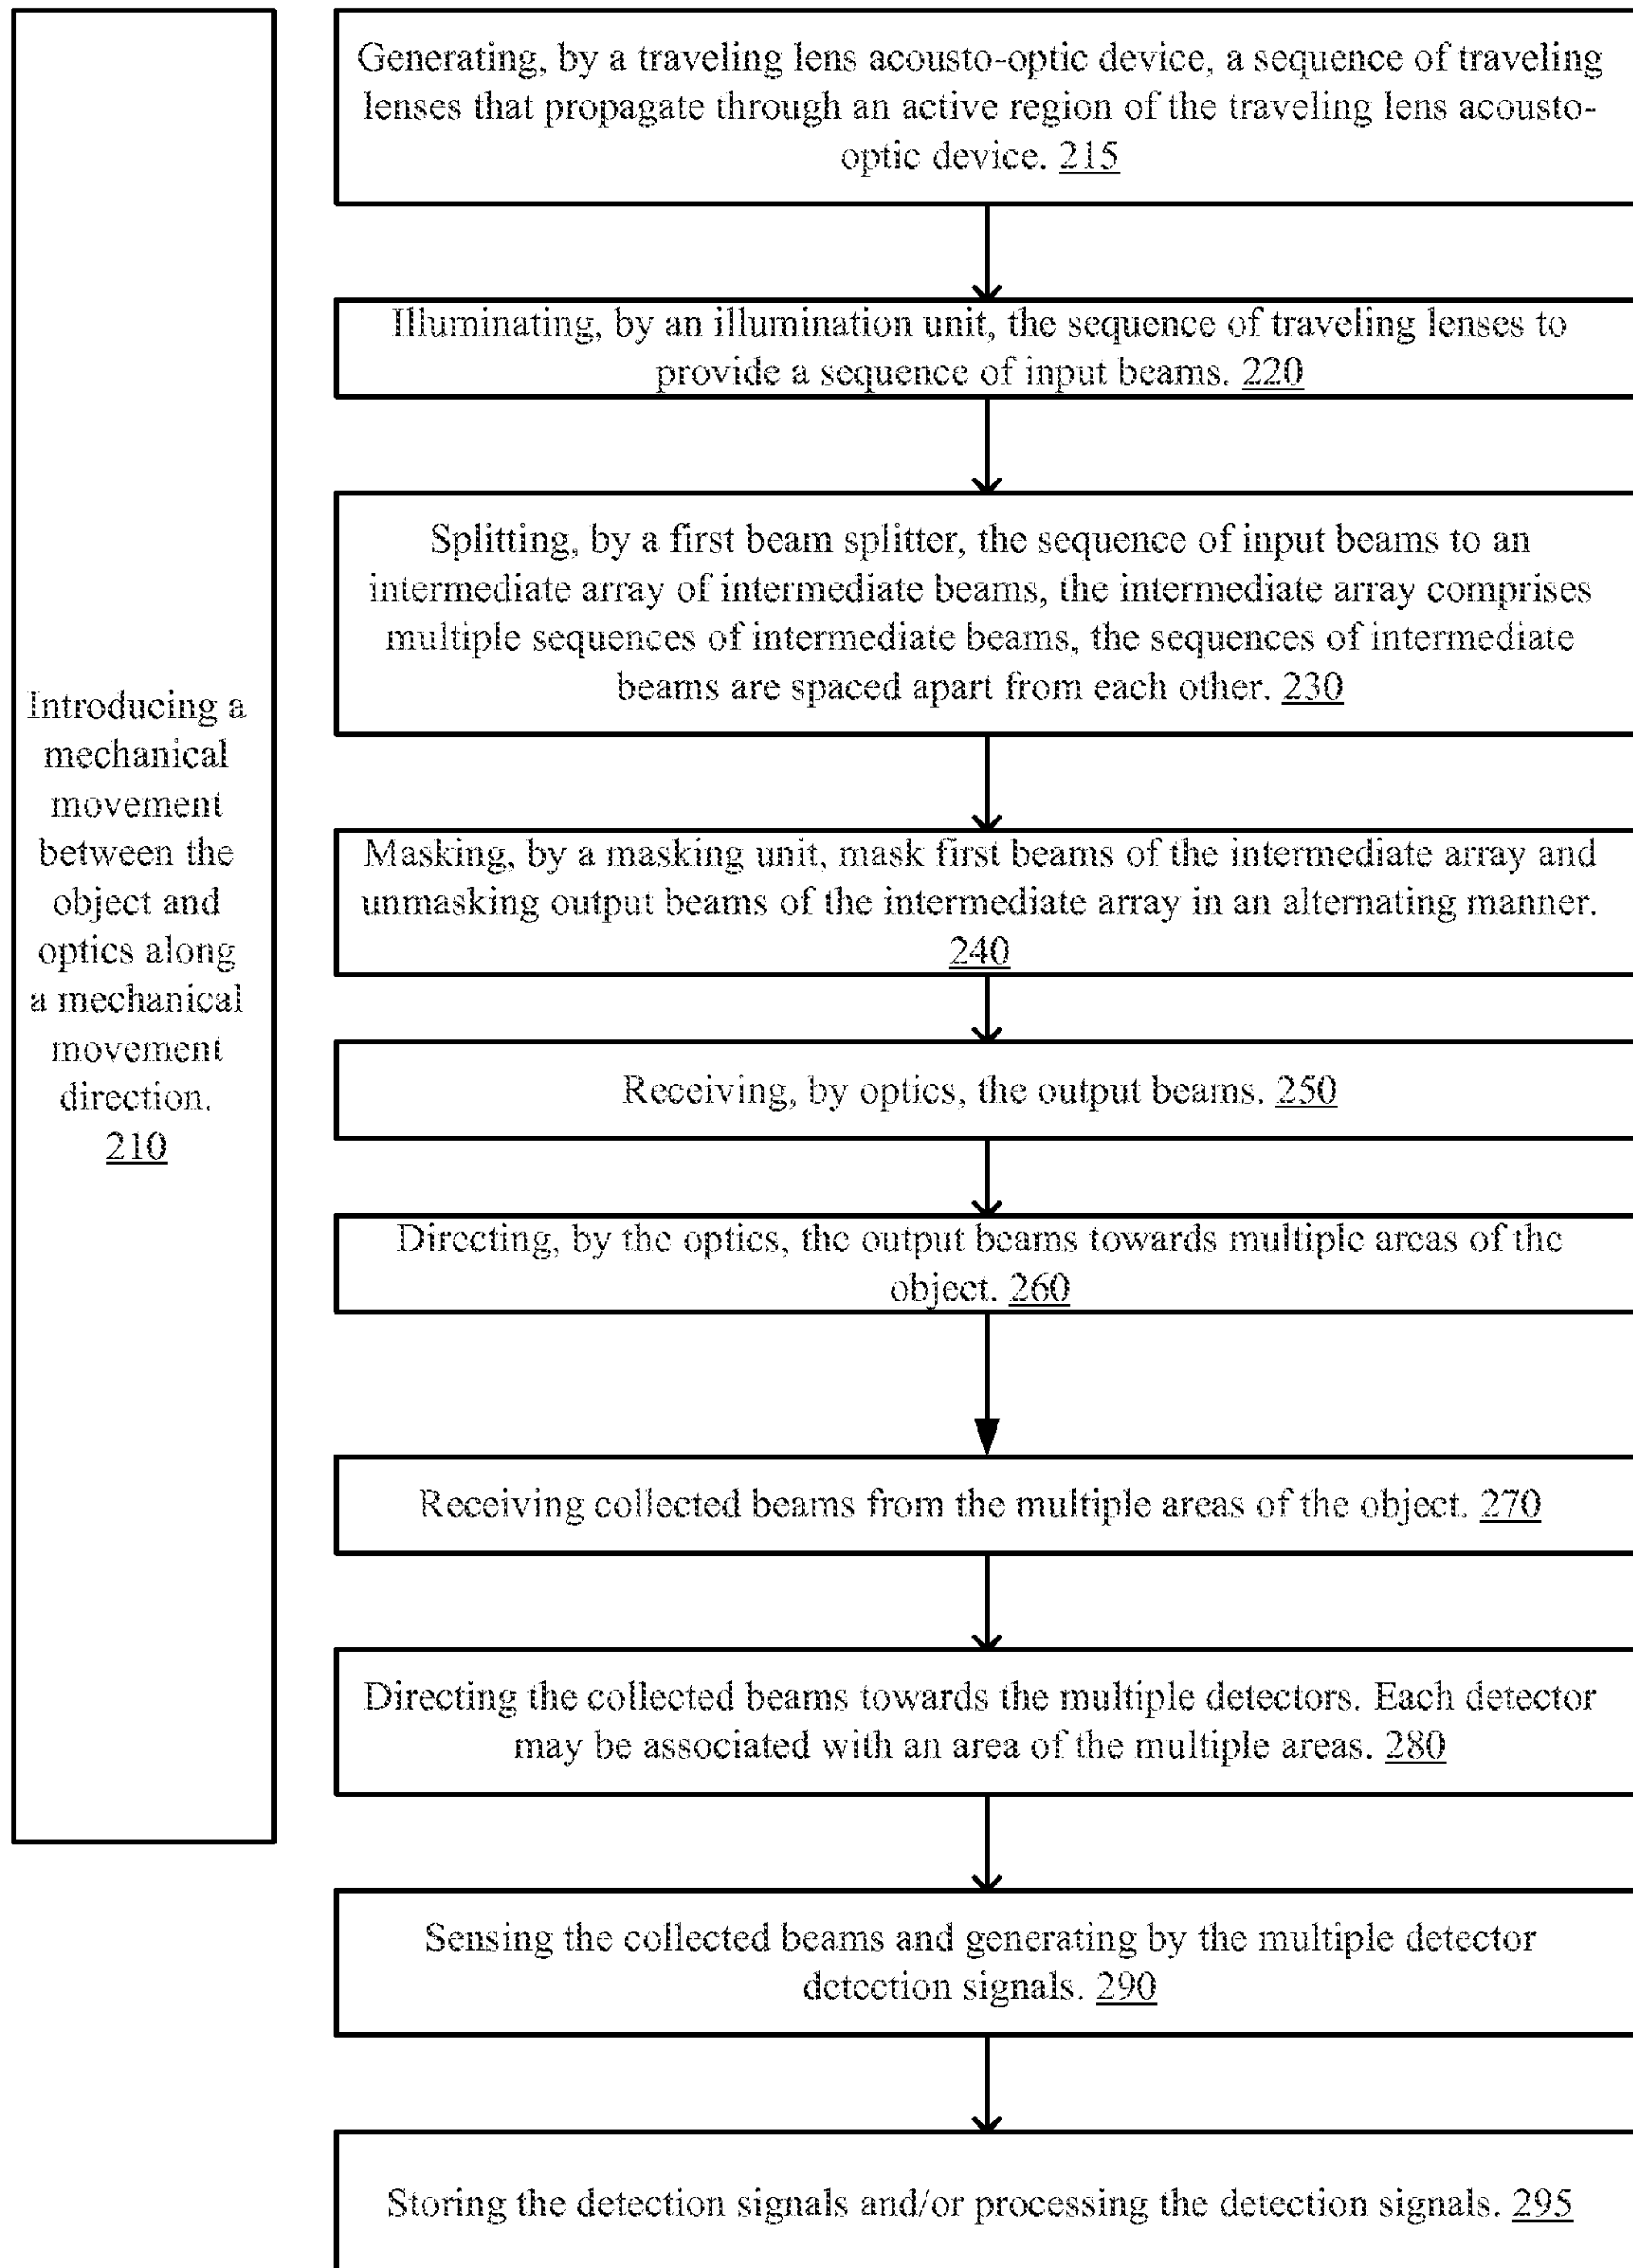 Introducing a
mechanical
movement
between the
object and
optics along
a mechanical
movement
direction.
210
Generating, by a traveling lens acousto-optic device, a sequence of traveling
lenses that propagate through an active region of the traveling lens acousto-
optic device. 215
Illuminating, by an illumination unit, the sequence of traveling lenses to
provide a sequence of input beams. 220
Splitting, by a first beam splitter, the sequence of input beams to an
intermediate array of intermediate beams, the intermediate array comprises
multiple sequences of intermediate beams, the sequences of intermediate
beams are spaced apart from each other. 230
Masking, by a masking unit, mask first beams of the intermediate array and
unmasking output beams of the intermediate array in an alternating manner.
240
Receiving, by optics, the output beams. 250
Directing, by the optics, the output beams towards multiple areas of the
object. 260
Receiving collected beams from the multiple areas of the object. 270
Directing the collected beams towards the multiple detectors. Each detector
may be associated with an area of the multiple areas. 280
Sensing the collected beams and generating by the multiple detector
detection signals. 290
Storing the detection signals and/or processing the detection signals. 295